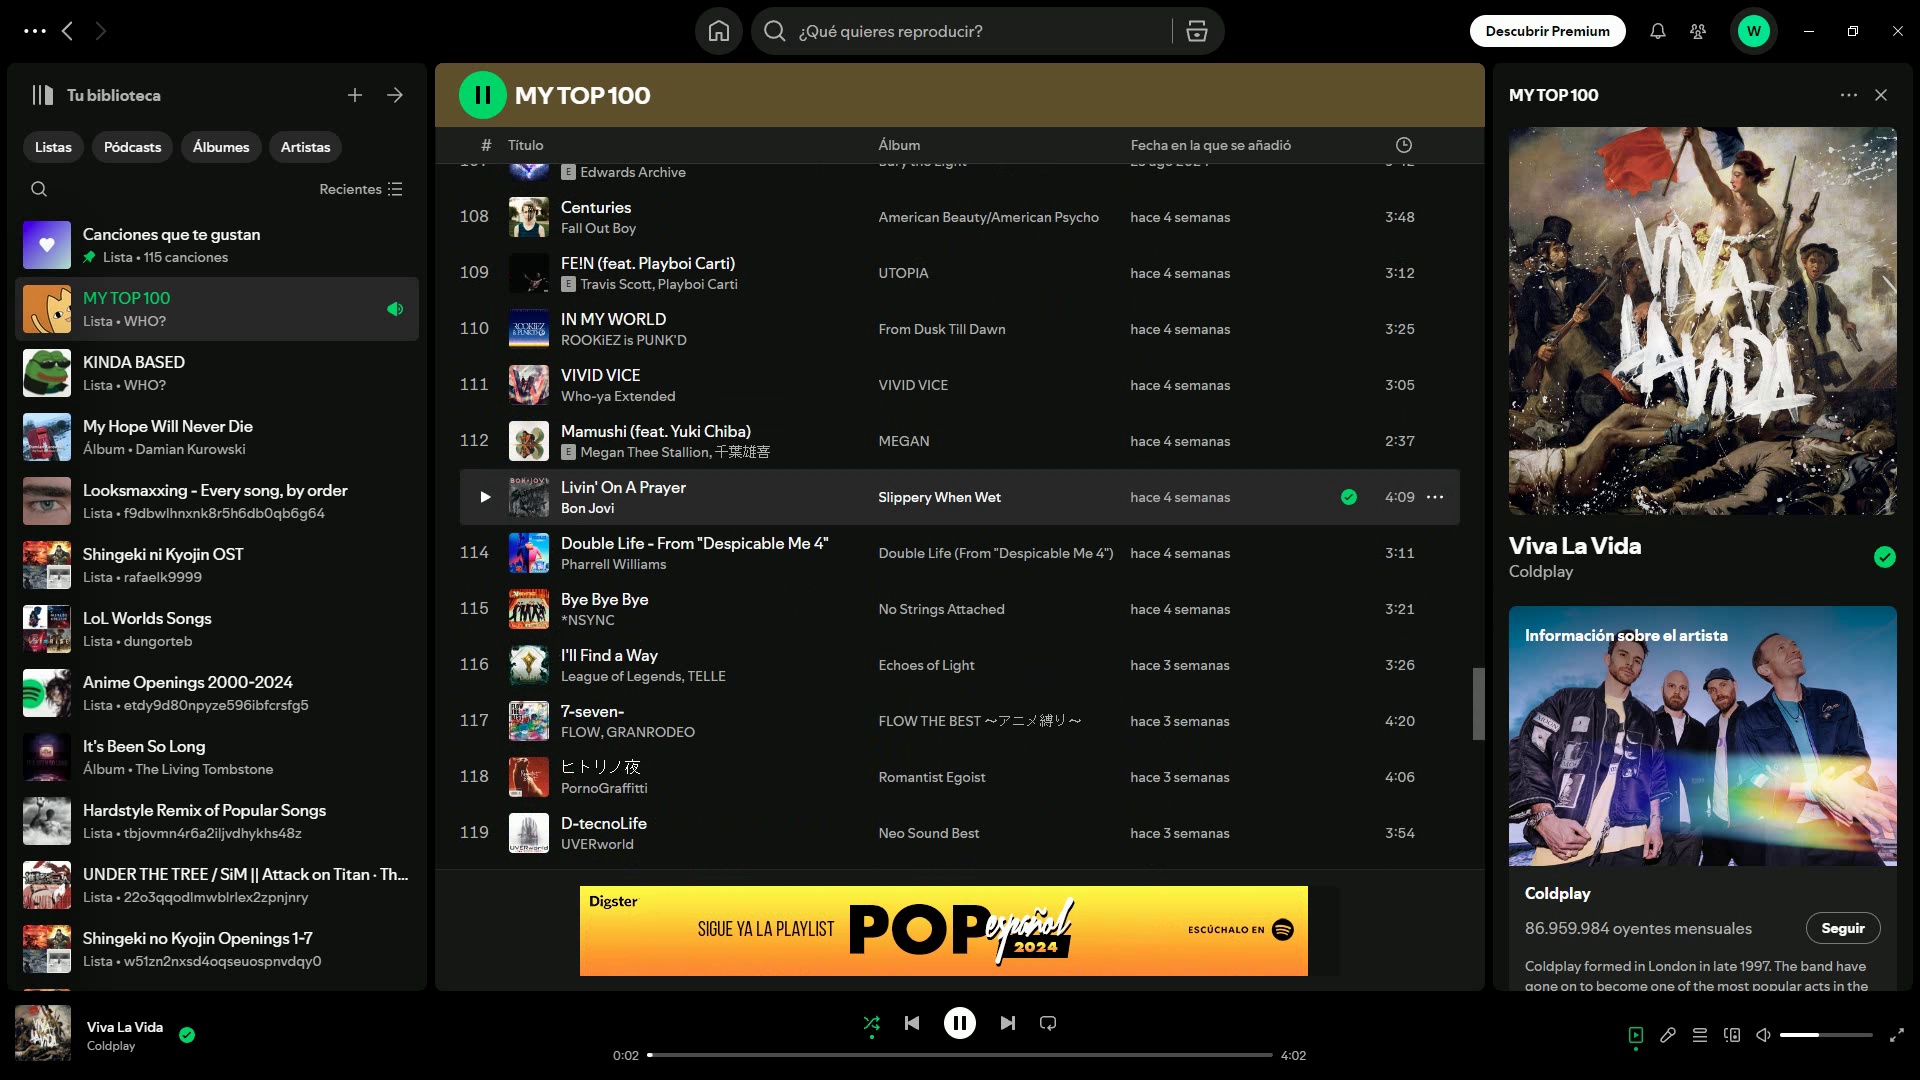 ¿Qué quieres reproducir?
Descubrir Premium
W
Tu biblioteca
Listas
Pódcasts
Álbumes
Artistas
Recientes
Canciones que te gustan
Lista • 115 canciones
MY TOP 100
Lista • WHO?
KINDA BASED
Lista • WHO?
My Hope Will Never Die
Álbum • Damian Kurowski
Looksmaxxing - Every song, by order
Lista • f9dbwlhnxnk8r5h6db0qb6g64
Shingeki ni Kyojin OST
Lista • rafaelk9999
LoL Worlds Songs
Lista • dungorteb
Anime Openings 2000-2024
Lista • etdy9d80npyze596ibfcrsfg5
It's Been So Long
Álbum • The Living Tombstone
Hardstyle Remix of Popular Songs
Lista • tbjovmn4r6a2iljvdhykhs48z
UNDER THE TREE / SiM || Attack on Titan · Th...
Lista • 22o3qqodlmwblrlex2zpnjnry
Shingeki no Kyojin Openings 1-7
Lista • w51zn2nxsd4oqseuospnvdqy0
MY TOP 100
# Título Álbum Fecha en la que se añadió
E Edwards Archive
108 Centuries American Beauty/American Psycho hace 4 semanas 3:48
Fall Out Boy
109 FE!N (feat. Playboi Carti) UTOPIA hace 4 semanas 3:12
E Travis Scott, Playboi Carti
110 IN MY WORLD From Dusk Till Dawn hace 4 semanas 3:25
ROOKiEZ is PUNK'D
111 VIVID VICE VIVID VICE hace 4 semanas 3:05
Who-ya Extended
112 Mamushi (feat. Yuki Chiba) MEGAN hace 4 semanas 2:37
E Megan Thee Stallion, 千葉雄喜
Livin' On A Prayer Slippery When Wet hace 4 semanas 4:09
Bon Jovi
114 Double Life - From "Despicable Me 4" Double Life (From "Despicable Me 4") hace 4 semanas 3:11
Pharrell Williams
115 Bye Bye Bye No Strings Attached hace 4 semanas 3:21
*NSYNC
116 I'll Find a Way Echoes of Light hace 3 semanas 3:26
League of Legends, TELLE
117 7-seven- FLOW THE BEST ～アニメ縛り～ hace 3 semanas 4:20
FLOW, GRANRODEO
118 ヒトリノ夜 Romantist Egoist hace 3 semanas 4:06
PornoGraffitti
119 D-tecnoLife Neo Sound Best hace 3 semanas 3:54
UVERworld
Digster
SIGUE YA LA PLAYLIST
POP español
2024
ESCÚCHALO EN
MY TOP 100
VIVA LA VIDA
Viva La Vida
Coldplay
Información sobre el artista
Coldplay
86.959.984 oyentes mensuales
Seguir
Coldplay formed in London in late 1997. The band have
gone on to become one of the most popular acts in the
Viva La Vida
Coldplay
0:02
4:02